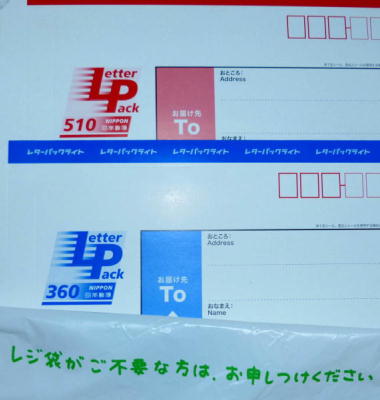 おところ:
Address
Letter
Pack
510 NIPPON 日本郵便
お届け先
To
おなまえ:
レターパックライト レターパックライト レターパックライト レターパックライト レターパックライト
おところ:
Address
Letter
Pack
360 NIPPON 日本郵便
お届け先
To
おなまえ:
Name
レジ袋がご不要な方は、お申しつけください